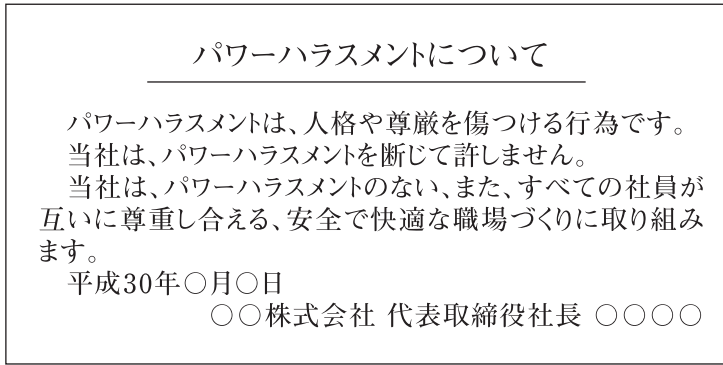 パワーハラスメントについて
パワーハラスメントは、人格や尊厳を傷つける行為です。
当社は、パワーハラスメントを断じて許しません。
当社は、パワーハラスメントのない、また、すべての社員が
互いに尊重し合える、安全で快適な職場づくりに取り組み
ます。
平成30年○月○日
○○株式会社 代表取締役社長 ○○○○